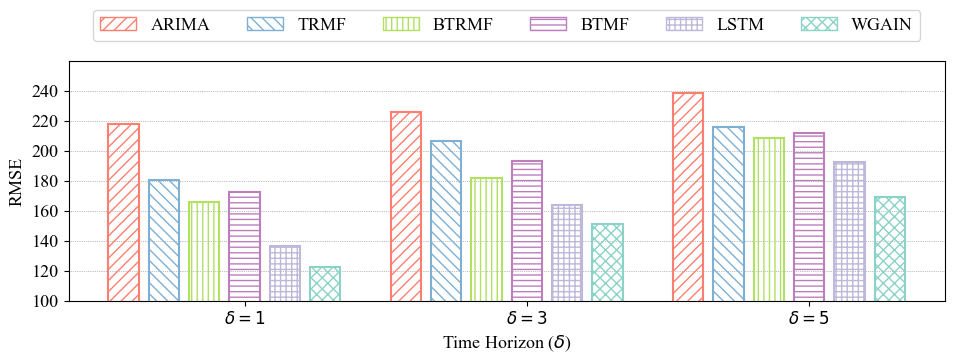 ARIMA TRMF BTRMF BTMF LSTM WGAIN
240
220
200
180
160
140
120
100
RMSE
δ = 1 δ = 3 δ = 5
Time Horizon (δ)